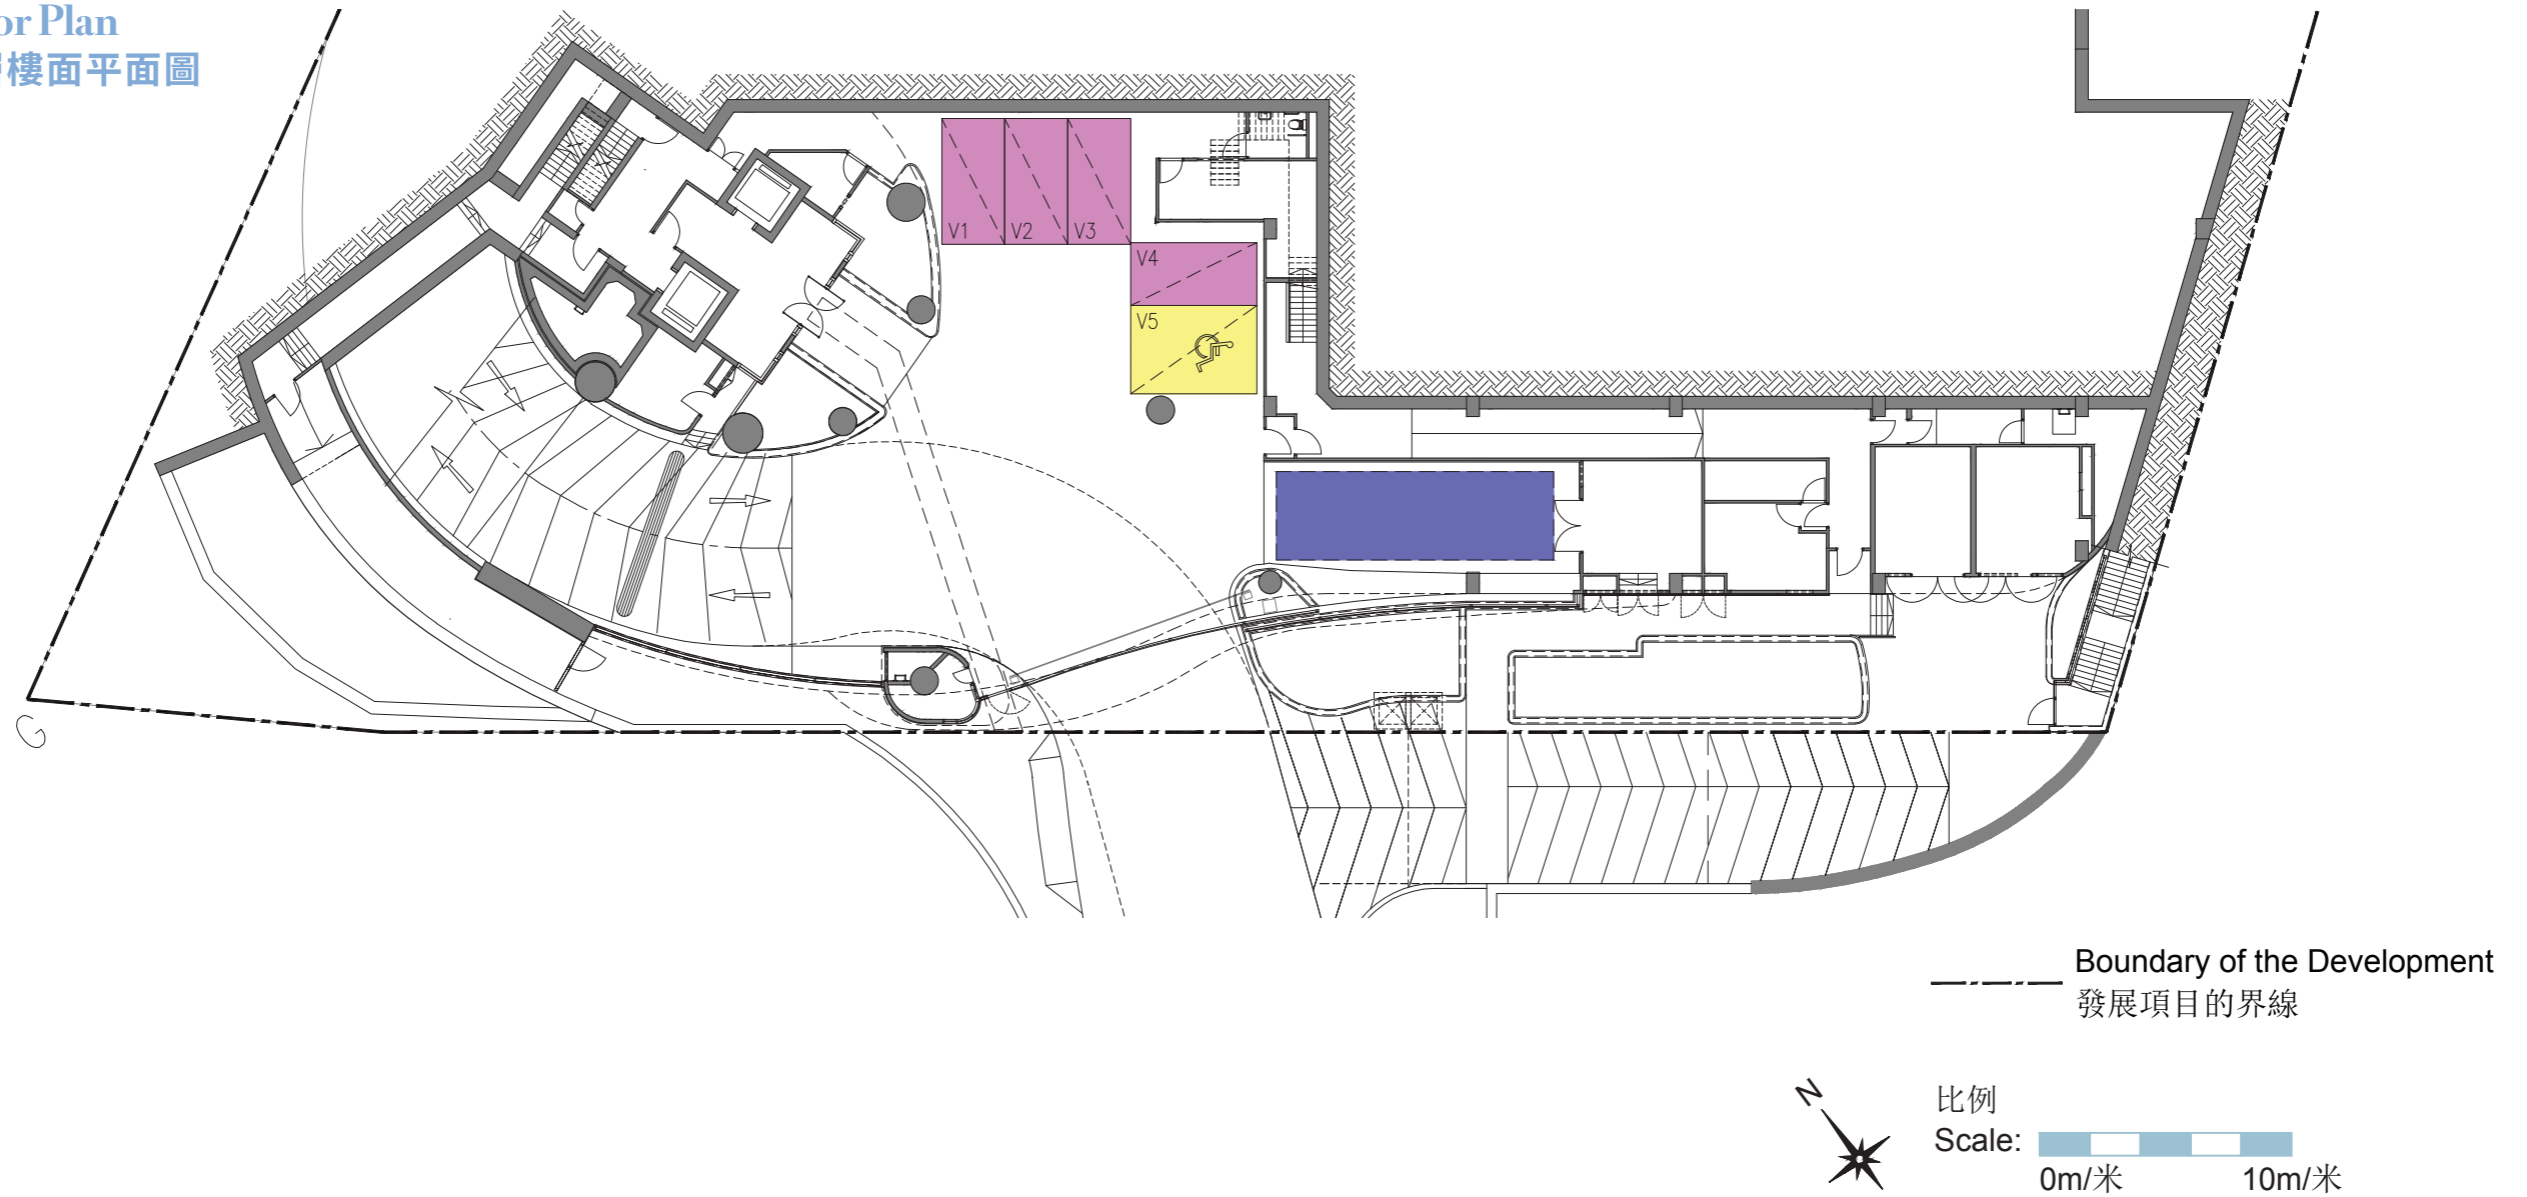 or Plan
樓面平面圖
V1
V2
V3
V4
V5
G
Boundary of the Development
發展項目的界線
N
比例
Scale:
0m/米
10m/米